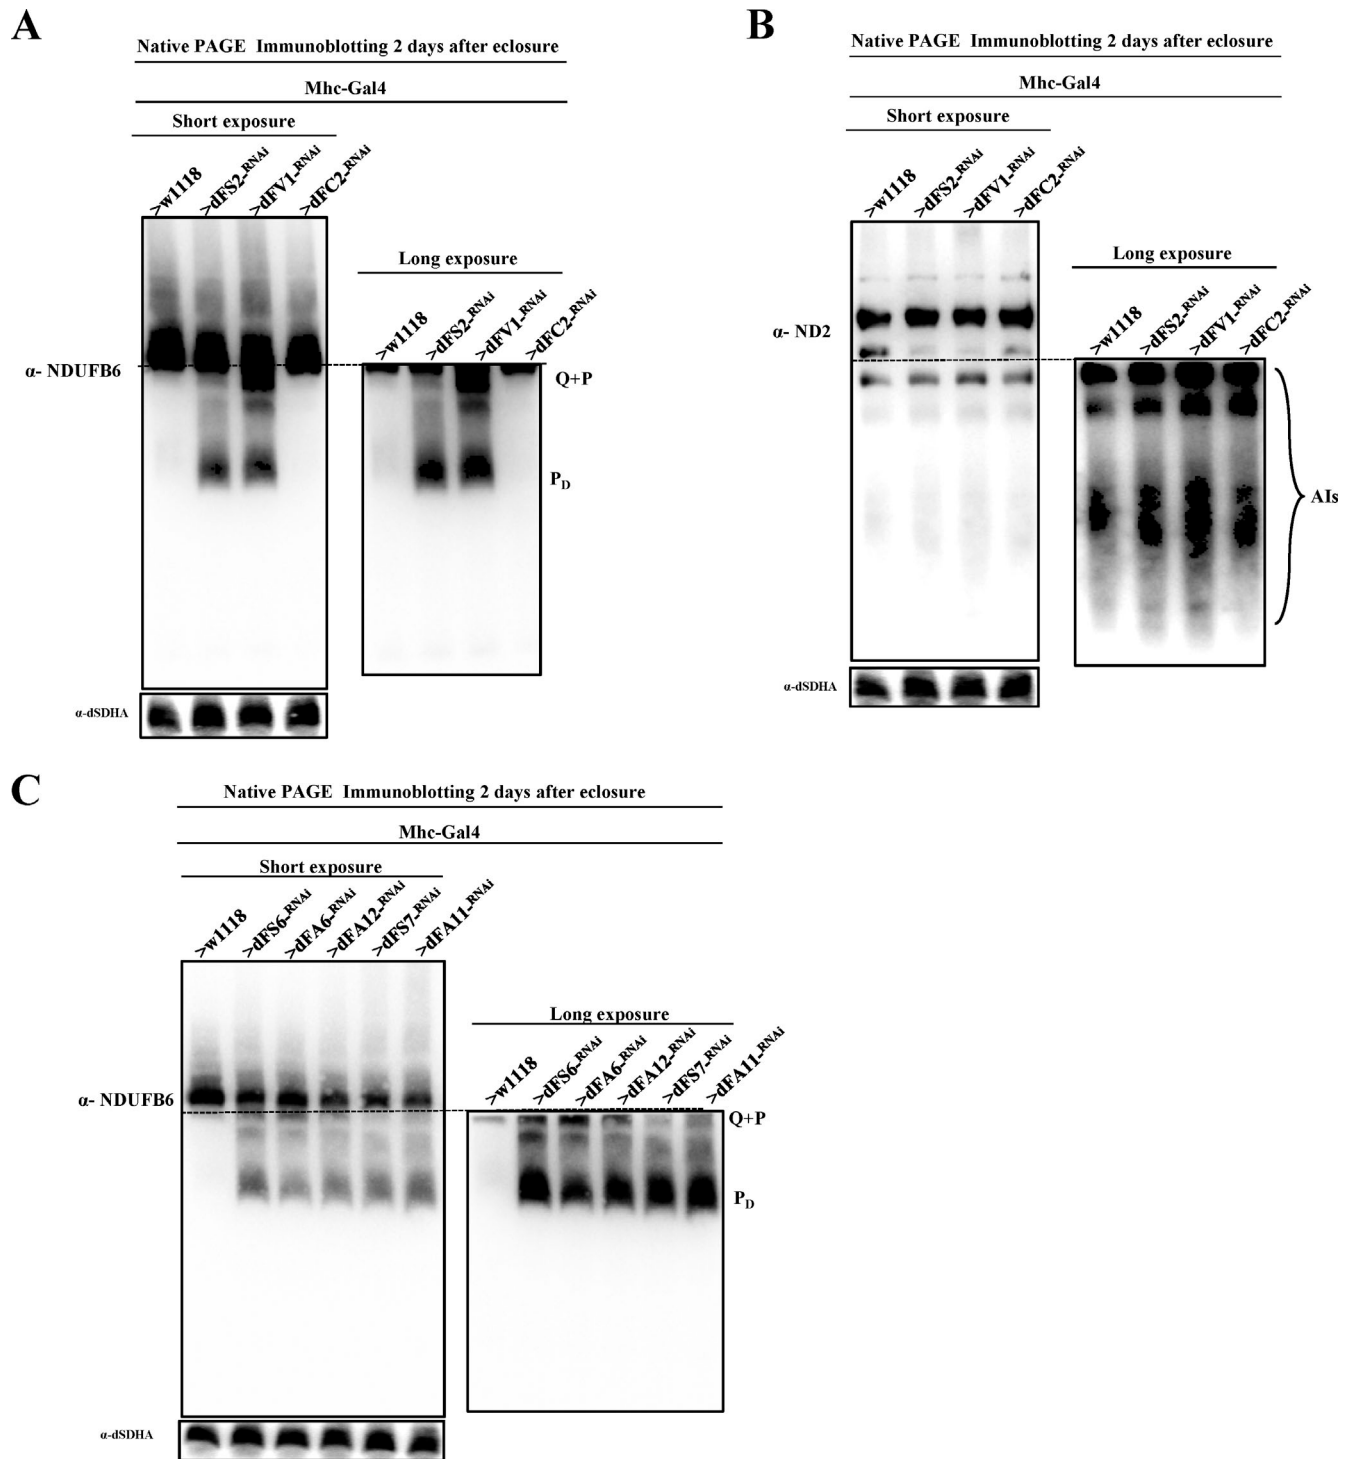 A
Native PAGE Immunoblotting 2 days after eclosure
Mhc-Gal4
Short exposure
>w1118
>dFS2-RNAi
>dFV1-RNAi
>dFC2-RNAi
Long exposure
>w1118
>dFS2-RNAi
>dFV1-RNAi
>dFC2-RNAi
α- NDUFB6
Q+P
PD
α-dSDHA
B
Native PAGE Immunoblotting 2 days after eclosure
Mhc-Gal4
Short exposure
>w1118
>dFS2-RNAi
>dFV1-RNAi
>dFC2-RNAi
Long exposure
>w1118
>dFS2-RNAi
>dFV1-RNAi
>dFC2-RNAi
α- ND2
AIs
α-dSDHA
C
Native PAGE Immunoblotting 2 days after eclosure
Mhc-Gal4
Short exposure
>w1118
>dFS6-RNAi
>dFA6-RNAi
>dFA12-RNAi
>dFS7-RNAi
>dFA11-RNAi
Long exposure
>w1118
>dFS6-RNAi
>dFA6-RNAi
>dFA12-RNAi
>dFS7-RNAi
>dFA11-RNAi
α- NDUFB6
Q+P
PD
α-dSDHA